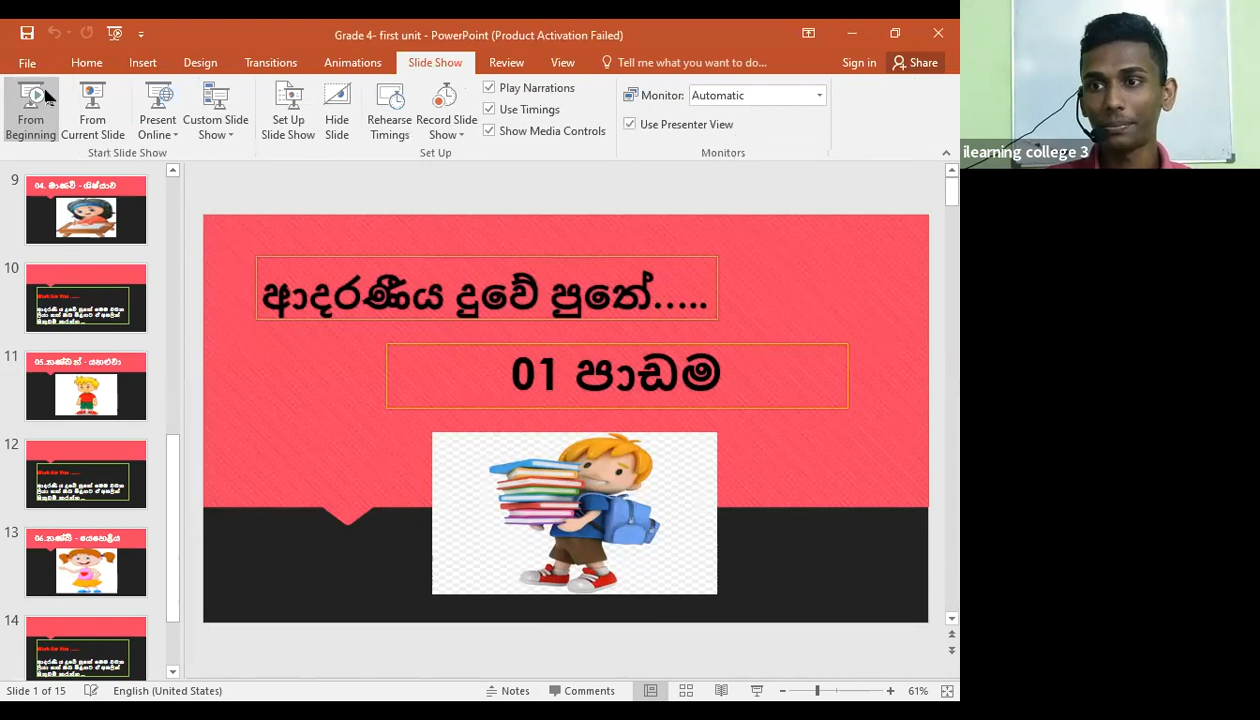 Grade 4- first unit - PowerPoint (Product Activation Failed)
File Home Insert Design Transitions Animations Slide Show Review View Tell me what you want to do... Sign in Share
From Beginning
From Current Slide
Present Online
Custom Slide Show
Set Up Slide Show
Hide Slide
Rehearse Timings
Record Slide Show
Play Narrations
Use Timings
Show Media Controls
Monitor: Automatic
Use Presenter View
Start Slide Show
Set Up
Monitors
ilearning college 3
9
04. මාණවී - ශිෂ්‍යාව
10
11
12
13
14
ආදරණීය දුවේ පුතේ.....
01 පාඩම
Slide 1 of 15
English (United States)
Notes
Comments
61%